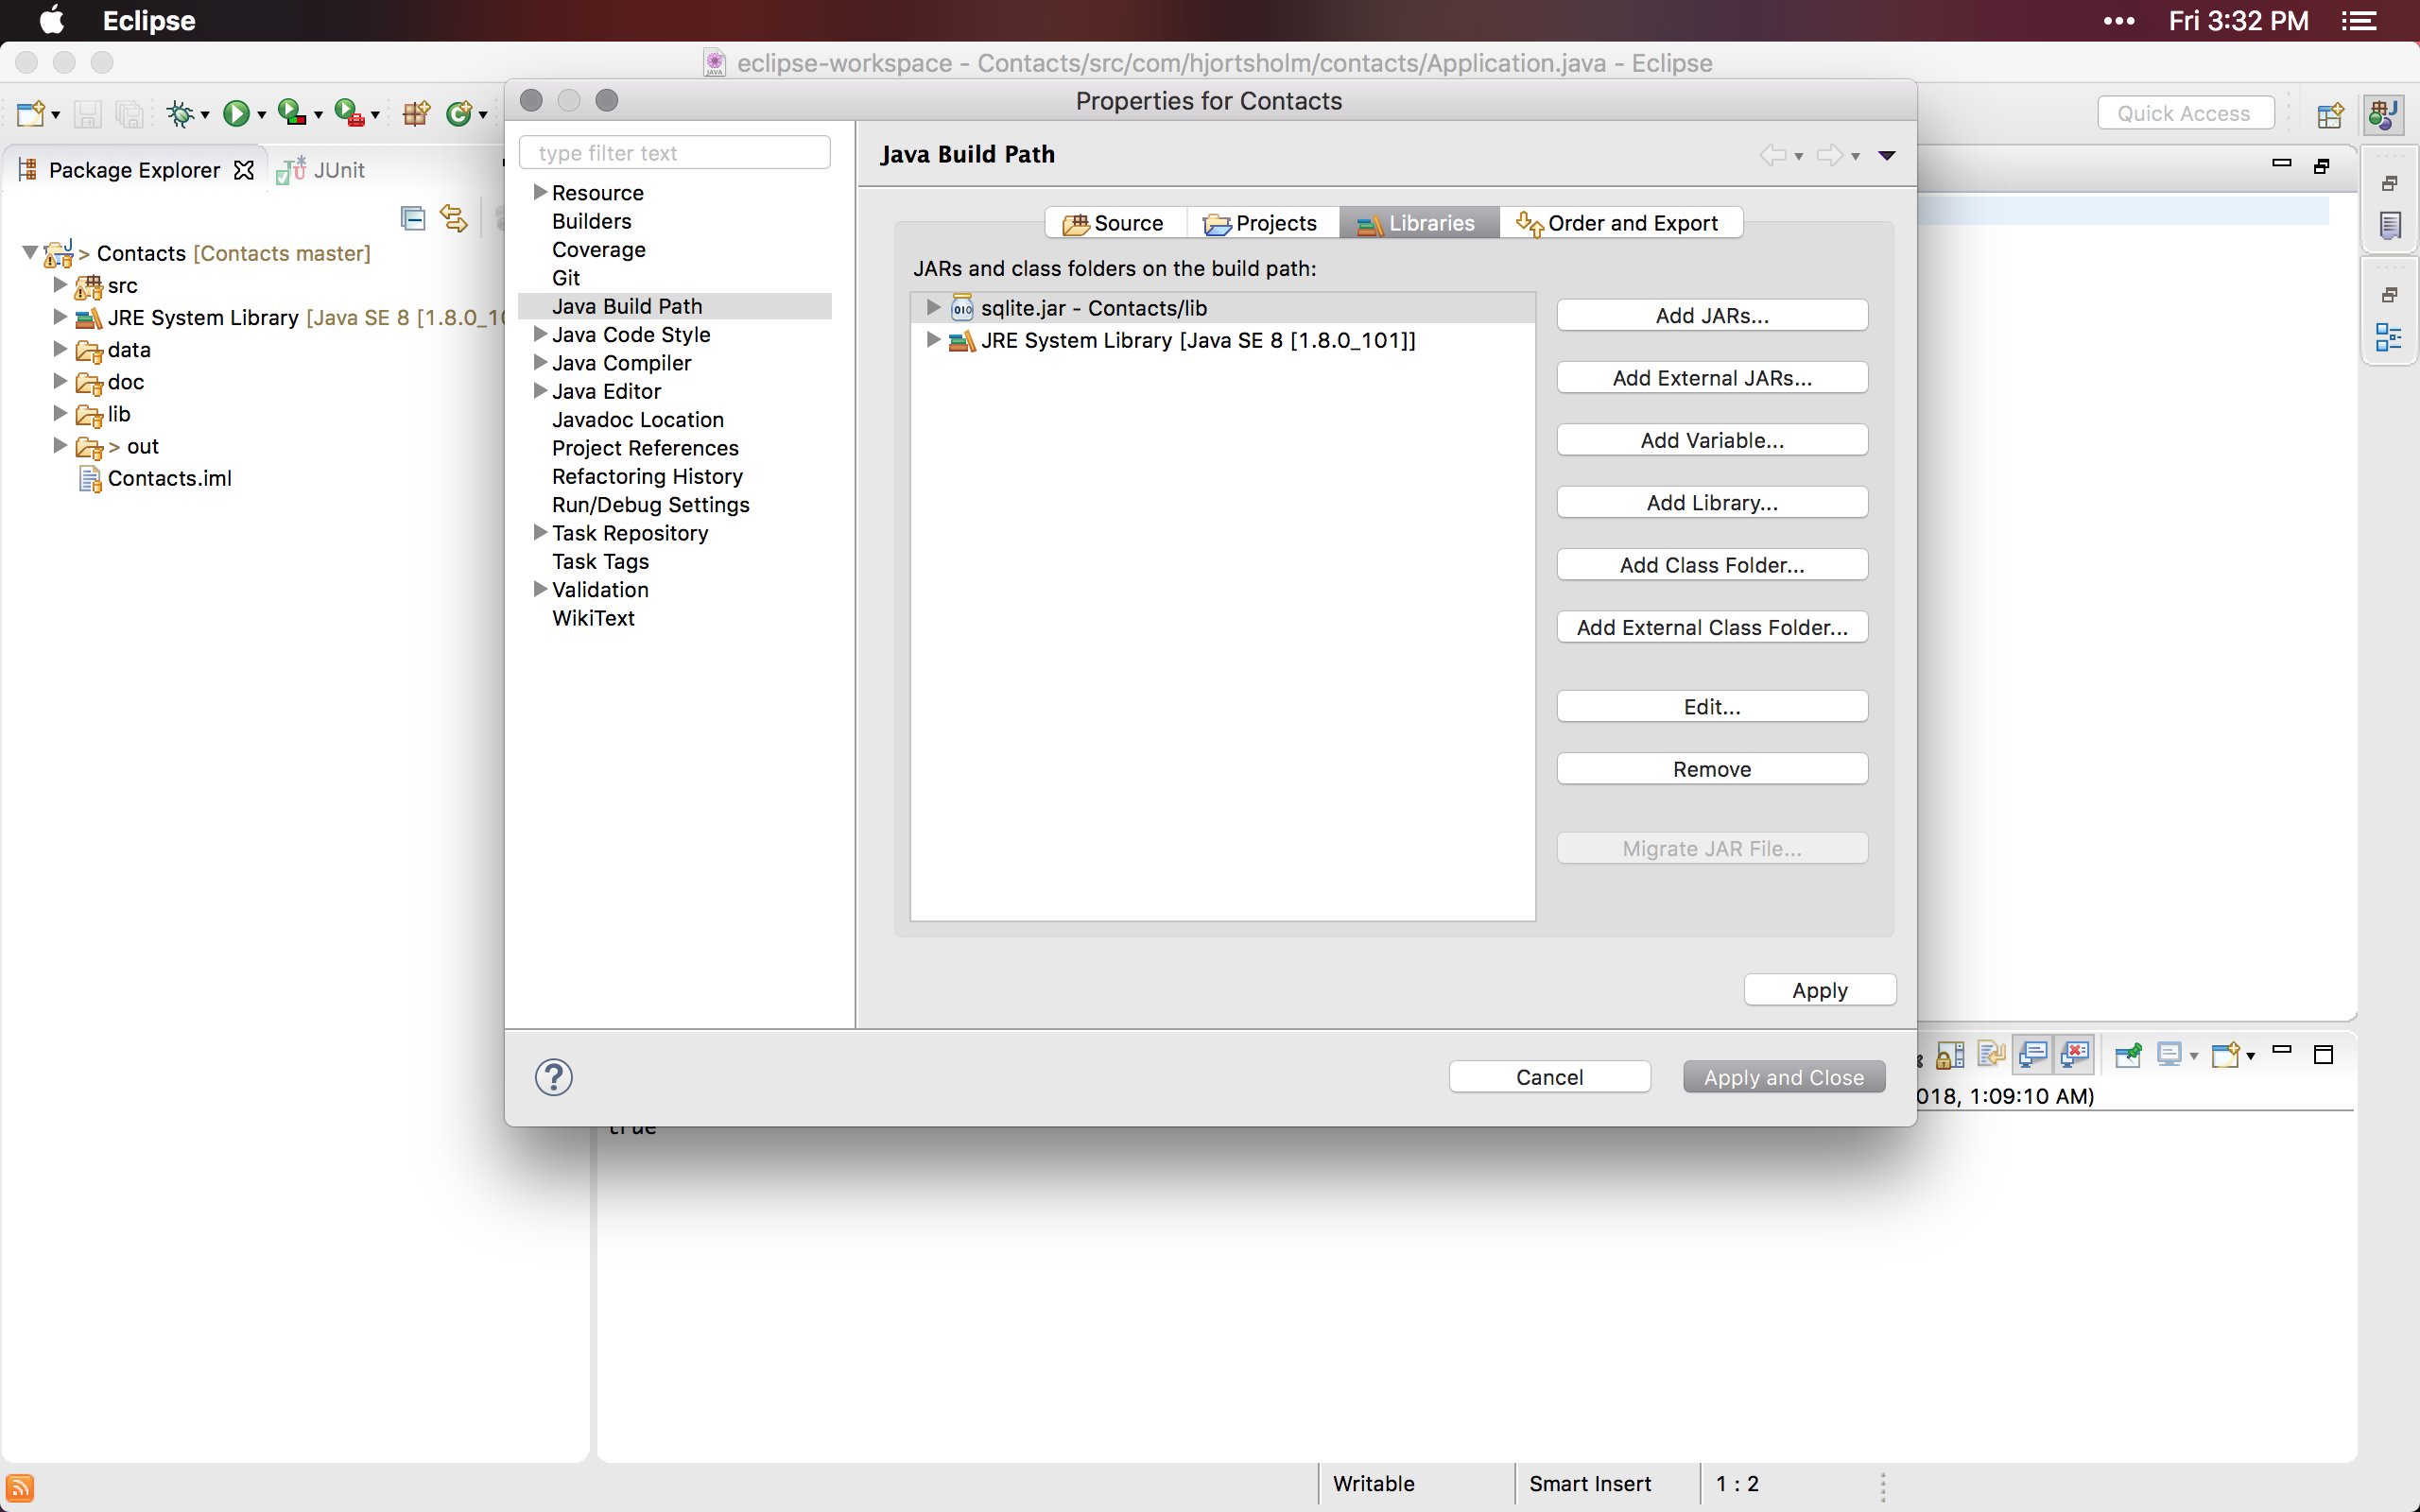 Eclipse
Fri 3:32 PM
eclipse-workspace - Contacts/src/com/hjortsholm/contacts/Application.java - Eclipse
Quick Access
Package Explorer
JUnit
> Contacts [Contacts master]
src
JRE System Library [Java SE 8 [1.8.0_10
data
doc
lib
> out
Contacts.iml
Properties for Contacts
type filter text
Resource
Builders
Coverage
Git
Java Build Path
Java Code Style
Java Compiler
Java Editor
Javadoc Location
Project References
Refactoring History
Run/Debug Settings
Task Repository
Task Tags
Validation
WikiText
Java Build Path
Source
Projects
Libraries
Order and Export
JARs and class folders on the build path:
sqlite.jar - Contacts/lib
JRE System Library [Java SE 8 [1.8.0_101]]
Add JARs...
Add External JARs...
Add Variable...
Add Library...
Add Class Folder...
Add External Class Folder...
Edit...
Remove
Migrate JAR File...
Apply
?
Cancel
Apply and Close
018, 1:09:10 AM)
true
Writable
Smart Insert
1 : 2